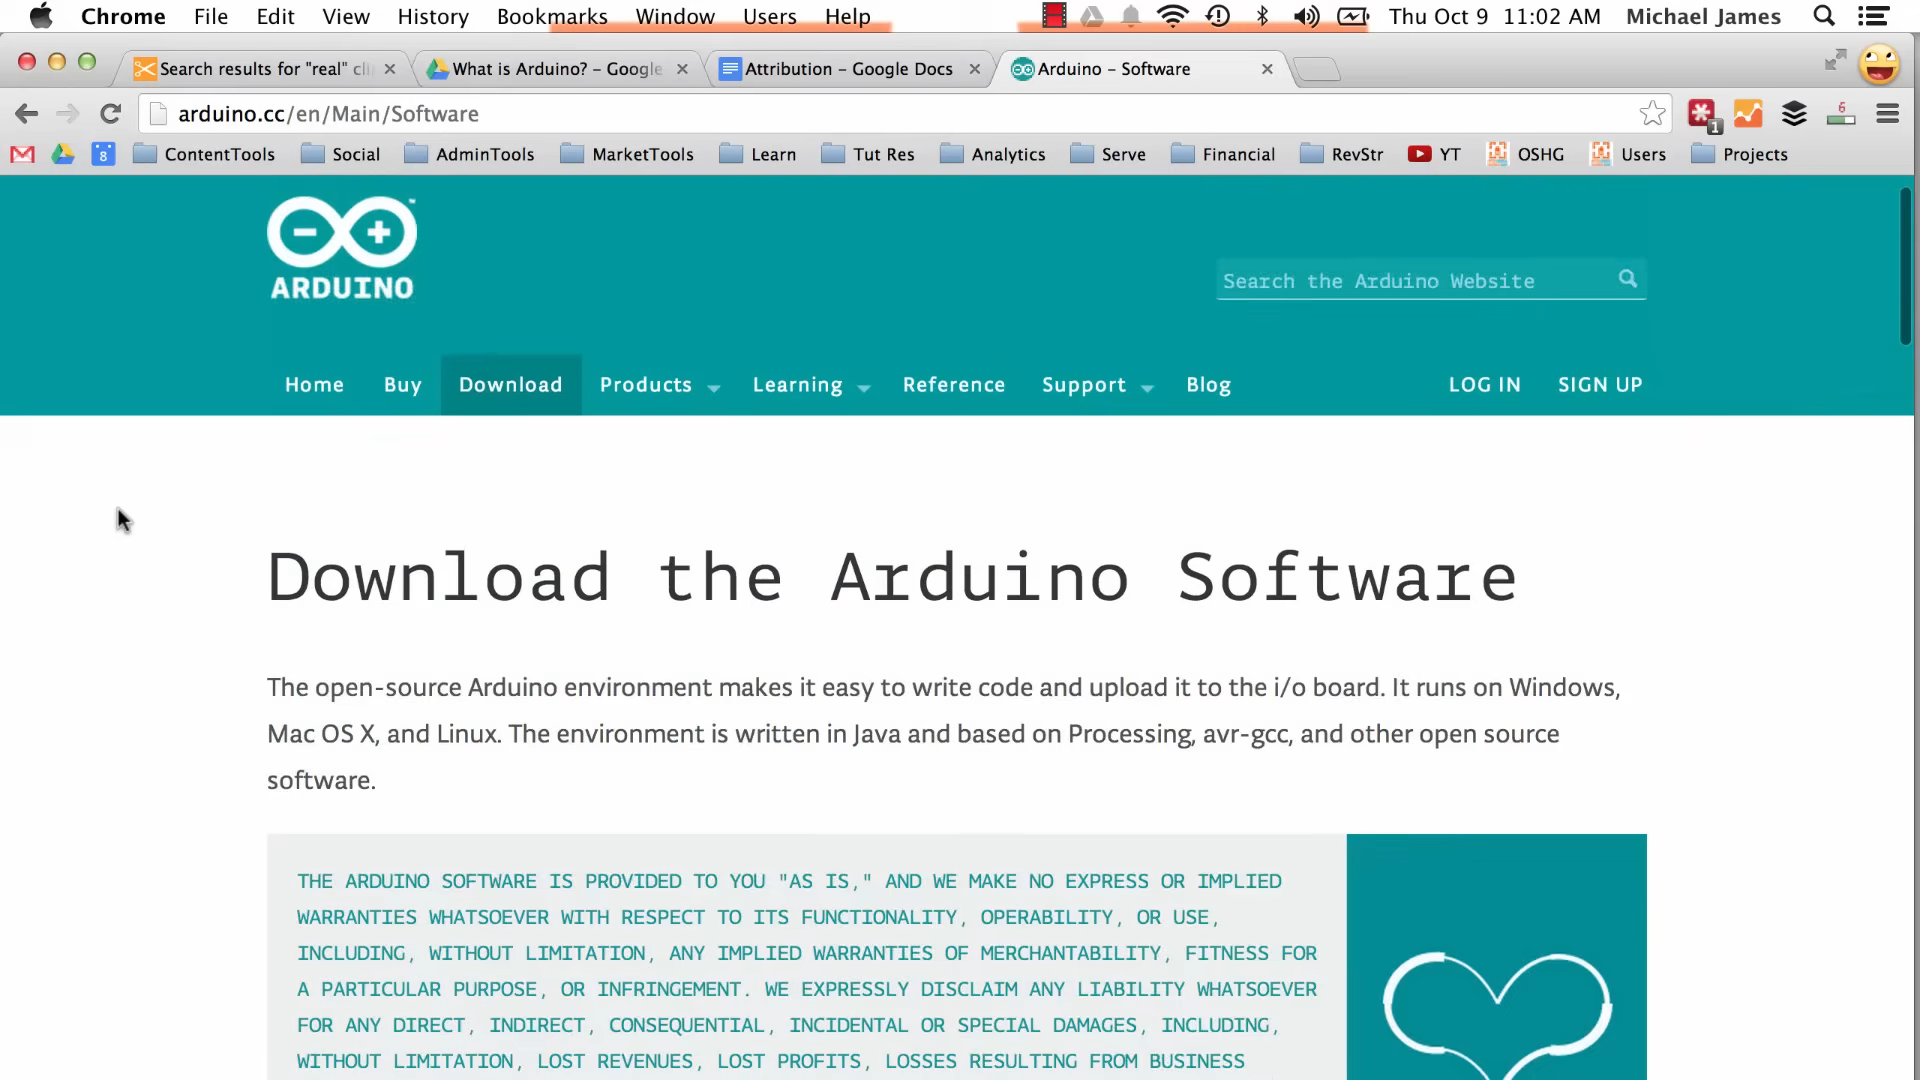 Chrome File Edit View History Bookmarks Window Users Help Thu Oct 9 11:02 AM Michael James
Search results for "real" cli What is Arduino? – Google Attribution – Google Docs Arduino – Software
arduino.cc/en/Main/Software 1 6
8 ContentTools Social AdminTools MarketTools Learn Tut Res Analytics Serve Financial RevStr YT OSHG Users Projects
ARDUINO
Search the Arduino Website
Home Buy Download Products Learning Reference Support Blog LOG IN SIGN UP
Download the Arduino Software
The open-source Arduino environment makes it easy to write code and upload it to the i/o board. It runs on Windows,
Mac OS X, and Linux. The environment is written in Java and based on Processing, avr-gcc, and other open source
software.
THE ARDUINO SOFTWARE IS PROVIDED TO YOU "AS IS," AND WE MAKE NO EXPRESS OR IMPLIED
WARRANTIES WHATSOEVER WITH RESPECT TO ITS FUNCTIONALITY, OPERABILITY, OR USE,
INCLUDING, WITHOUT LIMITATION, ANY IMPLIED WARRANTIES OF MERCHANTABILITY, FITNESS FOR
A PARTICULAR PURPOSE, OR INFRINGEMENT. WE EXPRESSLY DISCLAIM ANY LIABILITY WHATSOEVER
FOR ANY DIRECT, INDIRECT, CONSEQUENTIAL, INCIDENTAL OR SPECIAL DAMAGES, INCLUDING,
WITHOUT LIMITATION, LOST REVENUES, LOST PROFITS, LOSSES RESULTING FROM BUSINESS